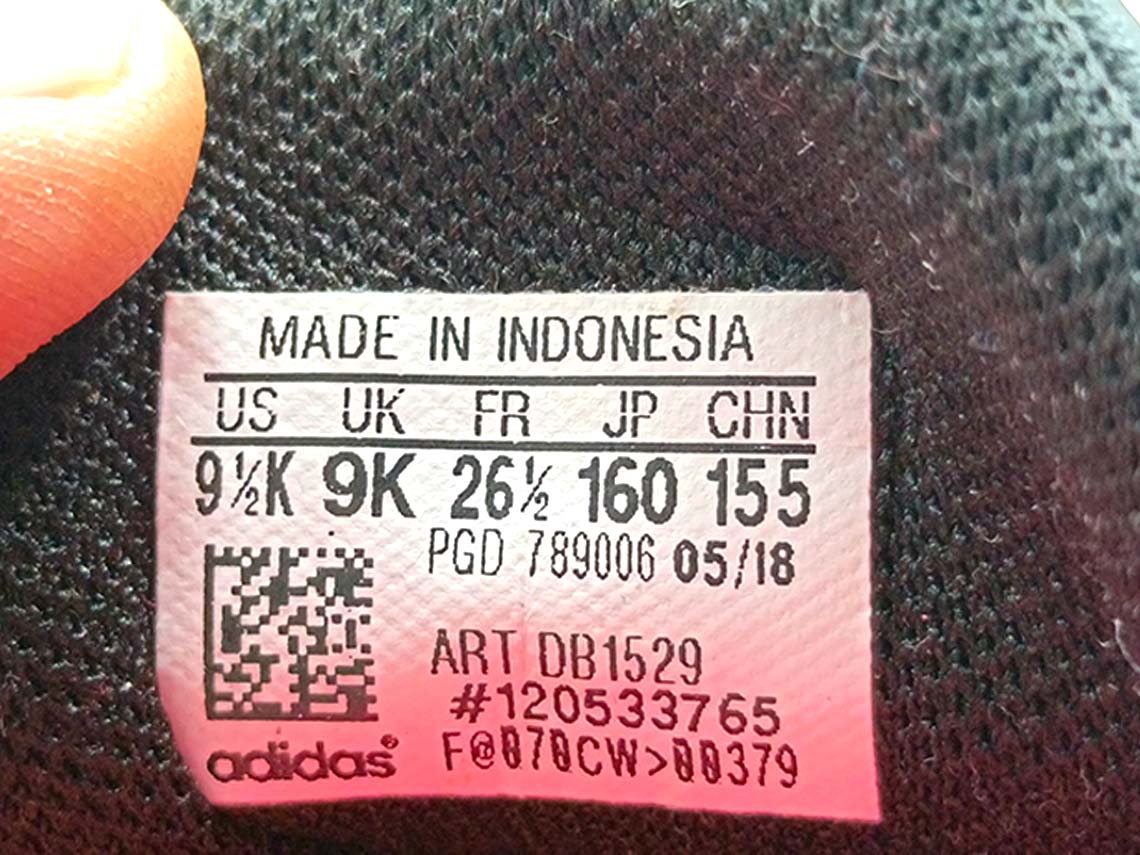 MADE IN INDONESIA
US UK FR JP CHN
9½K 9K 26½ 160 155
PGD 789006 05/18
ART DB1529
#120533765
adidas® F@070CW>00379